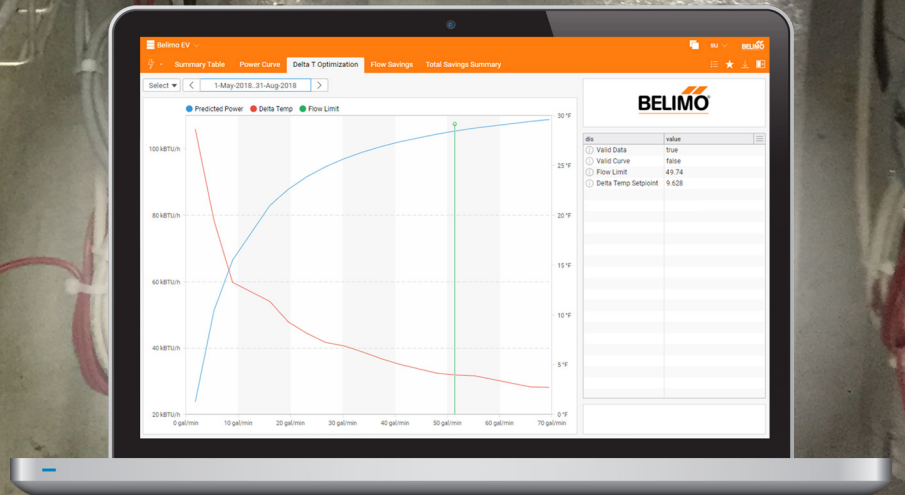 Belimo EV
su
BELIMO
Summary Table Power Curve Delta T Optimization Flow Savings Total Savings Summary
Select 1-May-2018..31-Aug-2018
Predicted Power Delta Temp Flow Limit
100 kBTU/h
80 kBTU/h
60 kBTU/h
40 kBTU/h
20 kBTU/h
30 °F
25 °F
20 °F
15 °F
10 °F
5 °F
0 °F
0 gal/min 10 gal/min 20 gal/min 30 gal/min 40 gal/min 50 gal/min 60 gal/min 70 gal/min
BELIMO
dis value
Valid Data true
Valid Curve false
Flow Limit 49.74
Delta Temp Setpioint 9.628